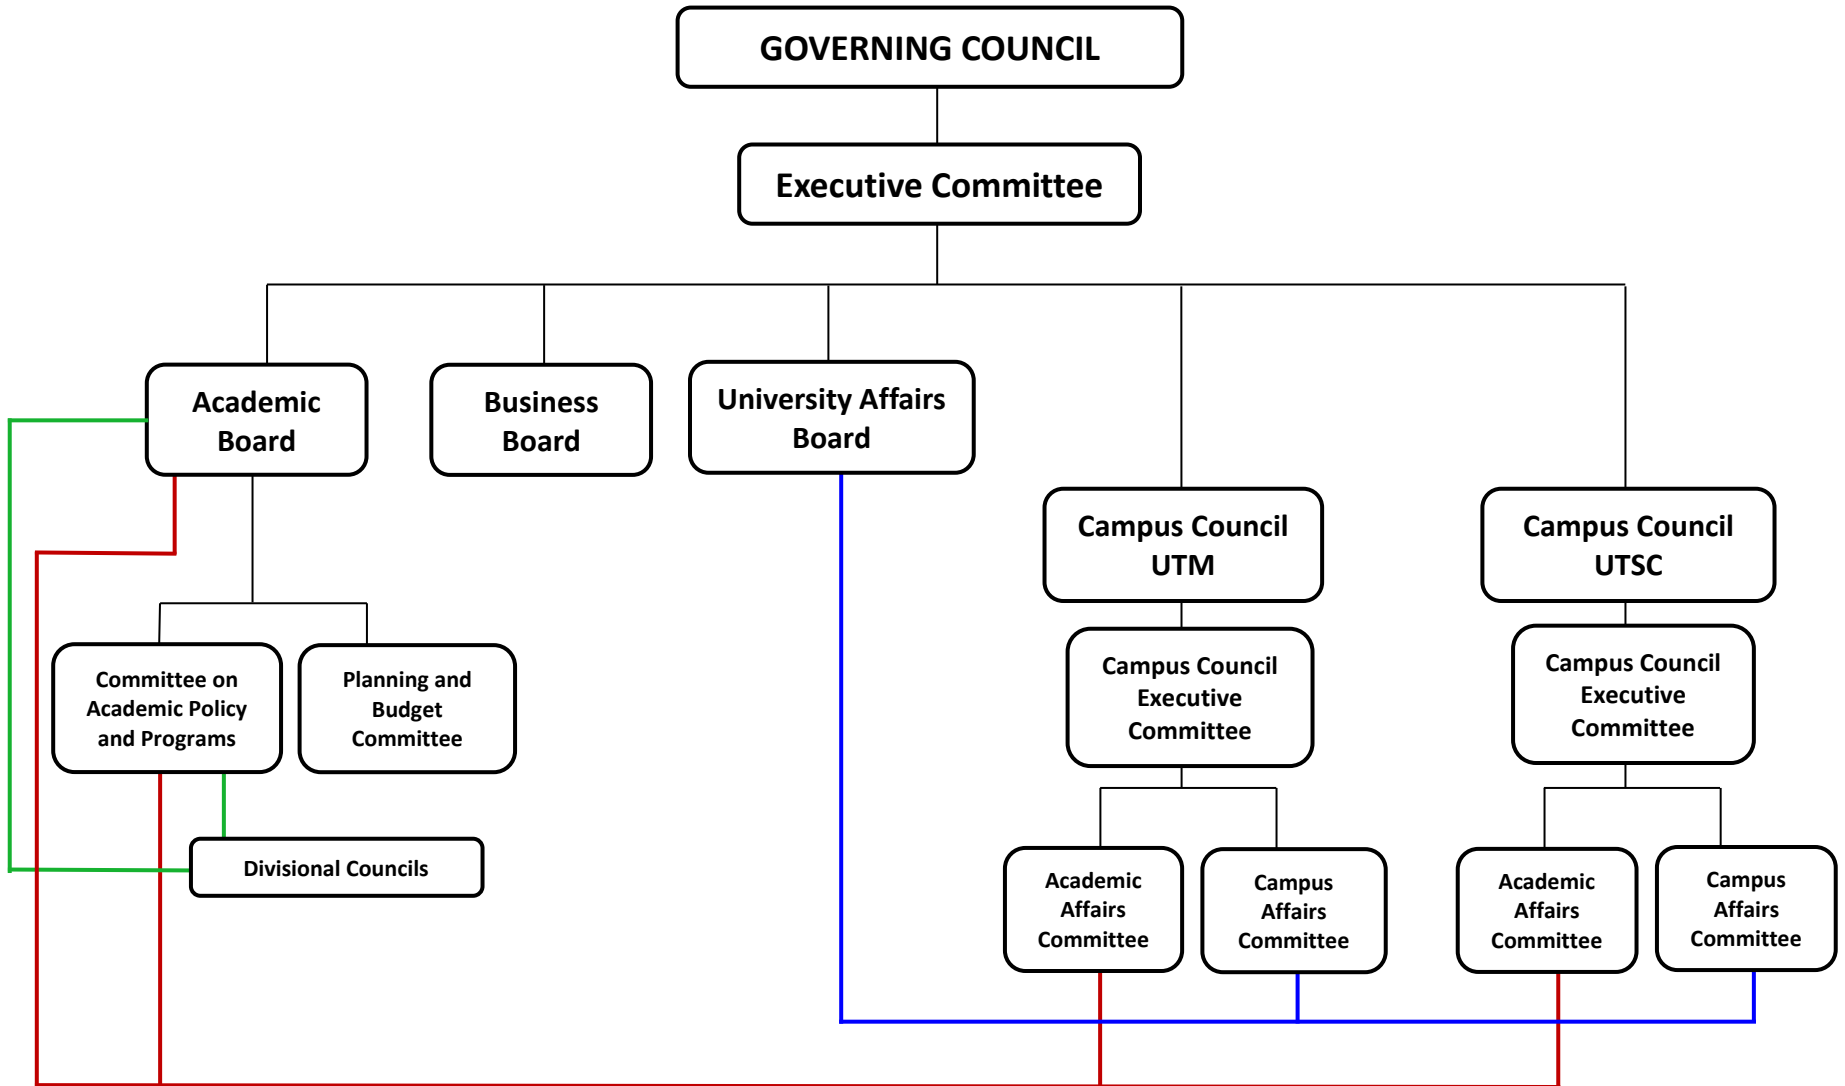 GOVERNING COUNCIL
Executive Committee
Academic
Board
Business
Board
University Affairs
Board
Campus Council
UTM
Campus Council
UTSC
Committee on
Academic Policy
and Programs
Planning and
Budget
Committee
Campus Council
Executive
Committee
Campus Council
Executive
Committee
Divisional Councils
Academic
Affairs
Committee
Campus
Affairs
Committee
Academic
Affairs
Committee
Campus
Affairs
Committee